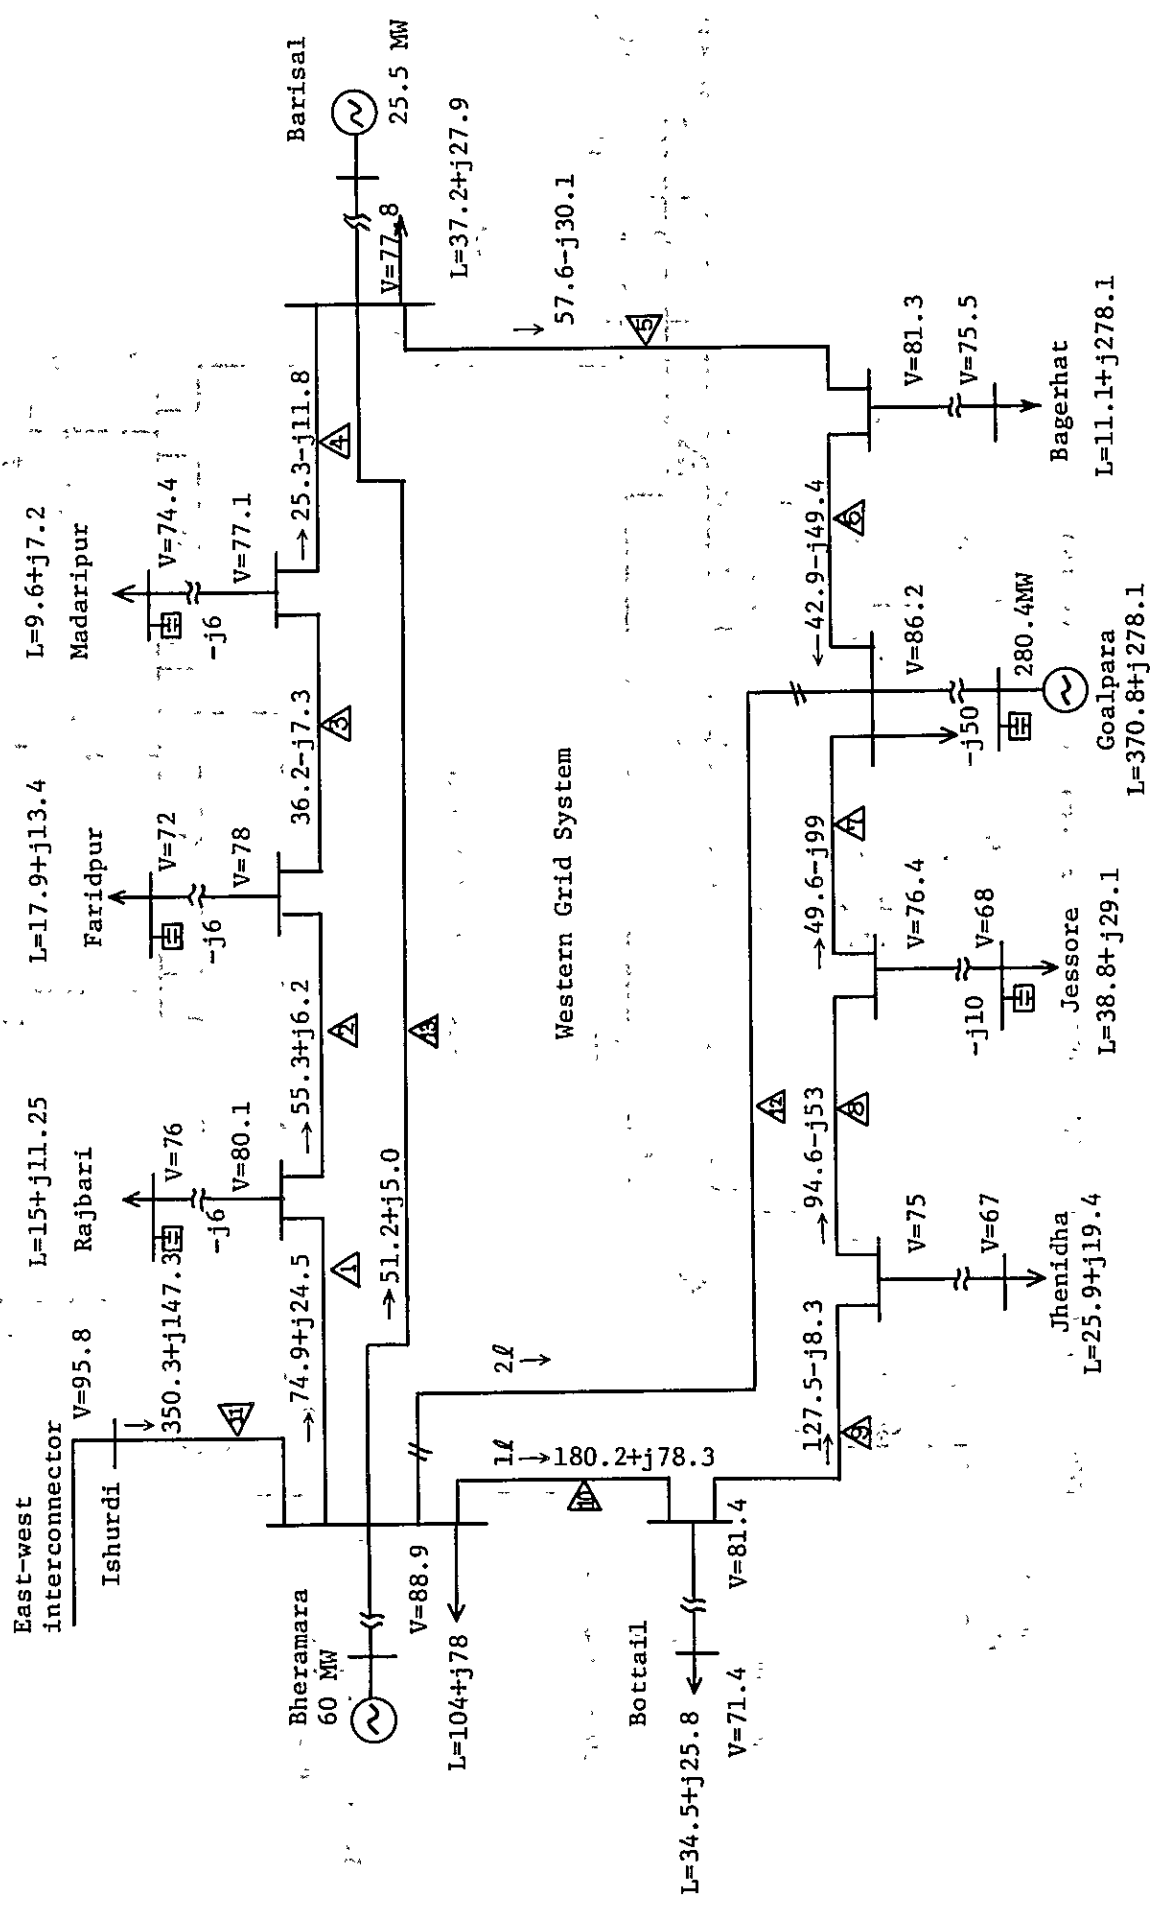 East-west
interconnector
Ishurdi
V=95.8
350.3+j147.3
11
L=15+j11.25
Rajbari
V=76
-j6
V=80.1
L=17.9+j13.4
Faridpur
V=72
-j6
V=78
L=9.6+j7.2
Madaripur
V=74.4
-j6
V=77.1
Barisal
25.5 MW
V=77.8
L=37.2+j27.9
74.9+j24.5
1
55.3+j6.2
2
36.2-j7.3
3
25.3-j11.8
4
51.2+j5.0
13
57.6-j30.1
5
Bheramara
60 MW
V=88.9
L=104+j78
1ℓ
180.2+j78.3
10
2ℓ
12
Western Grid System
Bottail
L=34.5+j25.8
V=71.4
V=81.4
127.5-j8.3
9
94.6-j53
8
49.6-j99
7
42.9-j49.4
6
V=75
V=67
Jhenidha
L=25.9+j19.4
V=76.4
V=68
-j10
Jessore
L=38.8+j29.1
V=86.2
-j50
280.4MW
Goalpara
L=370.8+j278.1
V=81.3
V=75.5
Bagerhat
L=11.1+j278.1